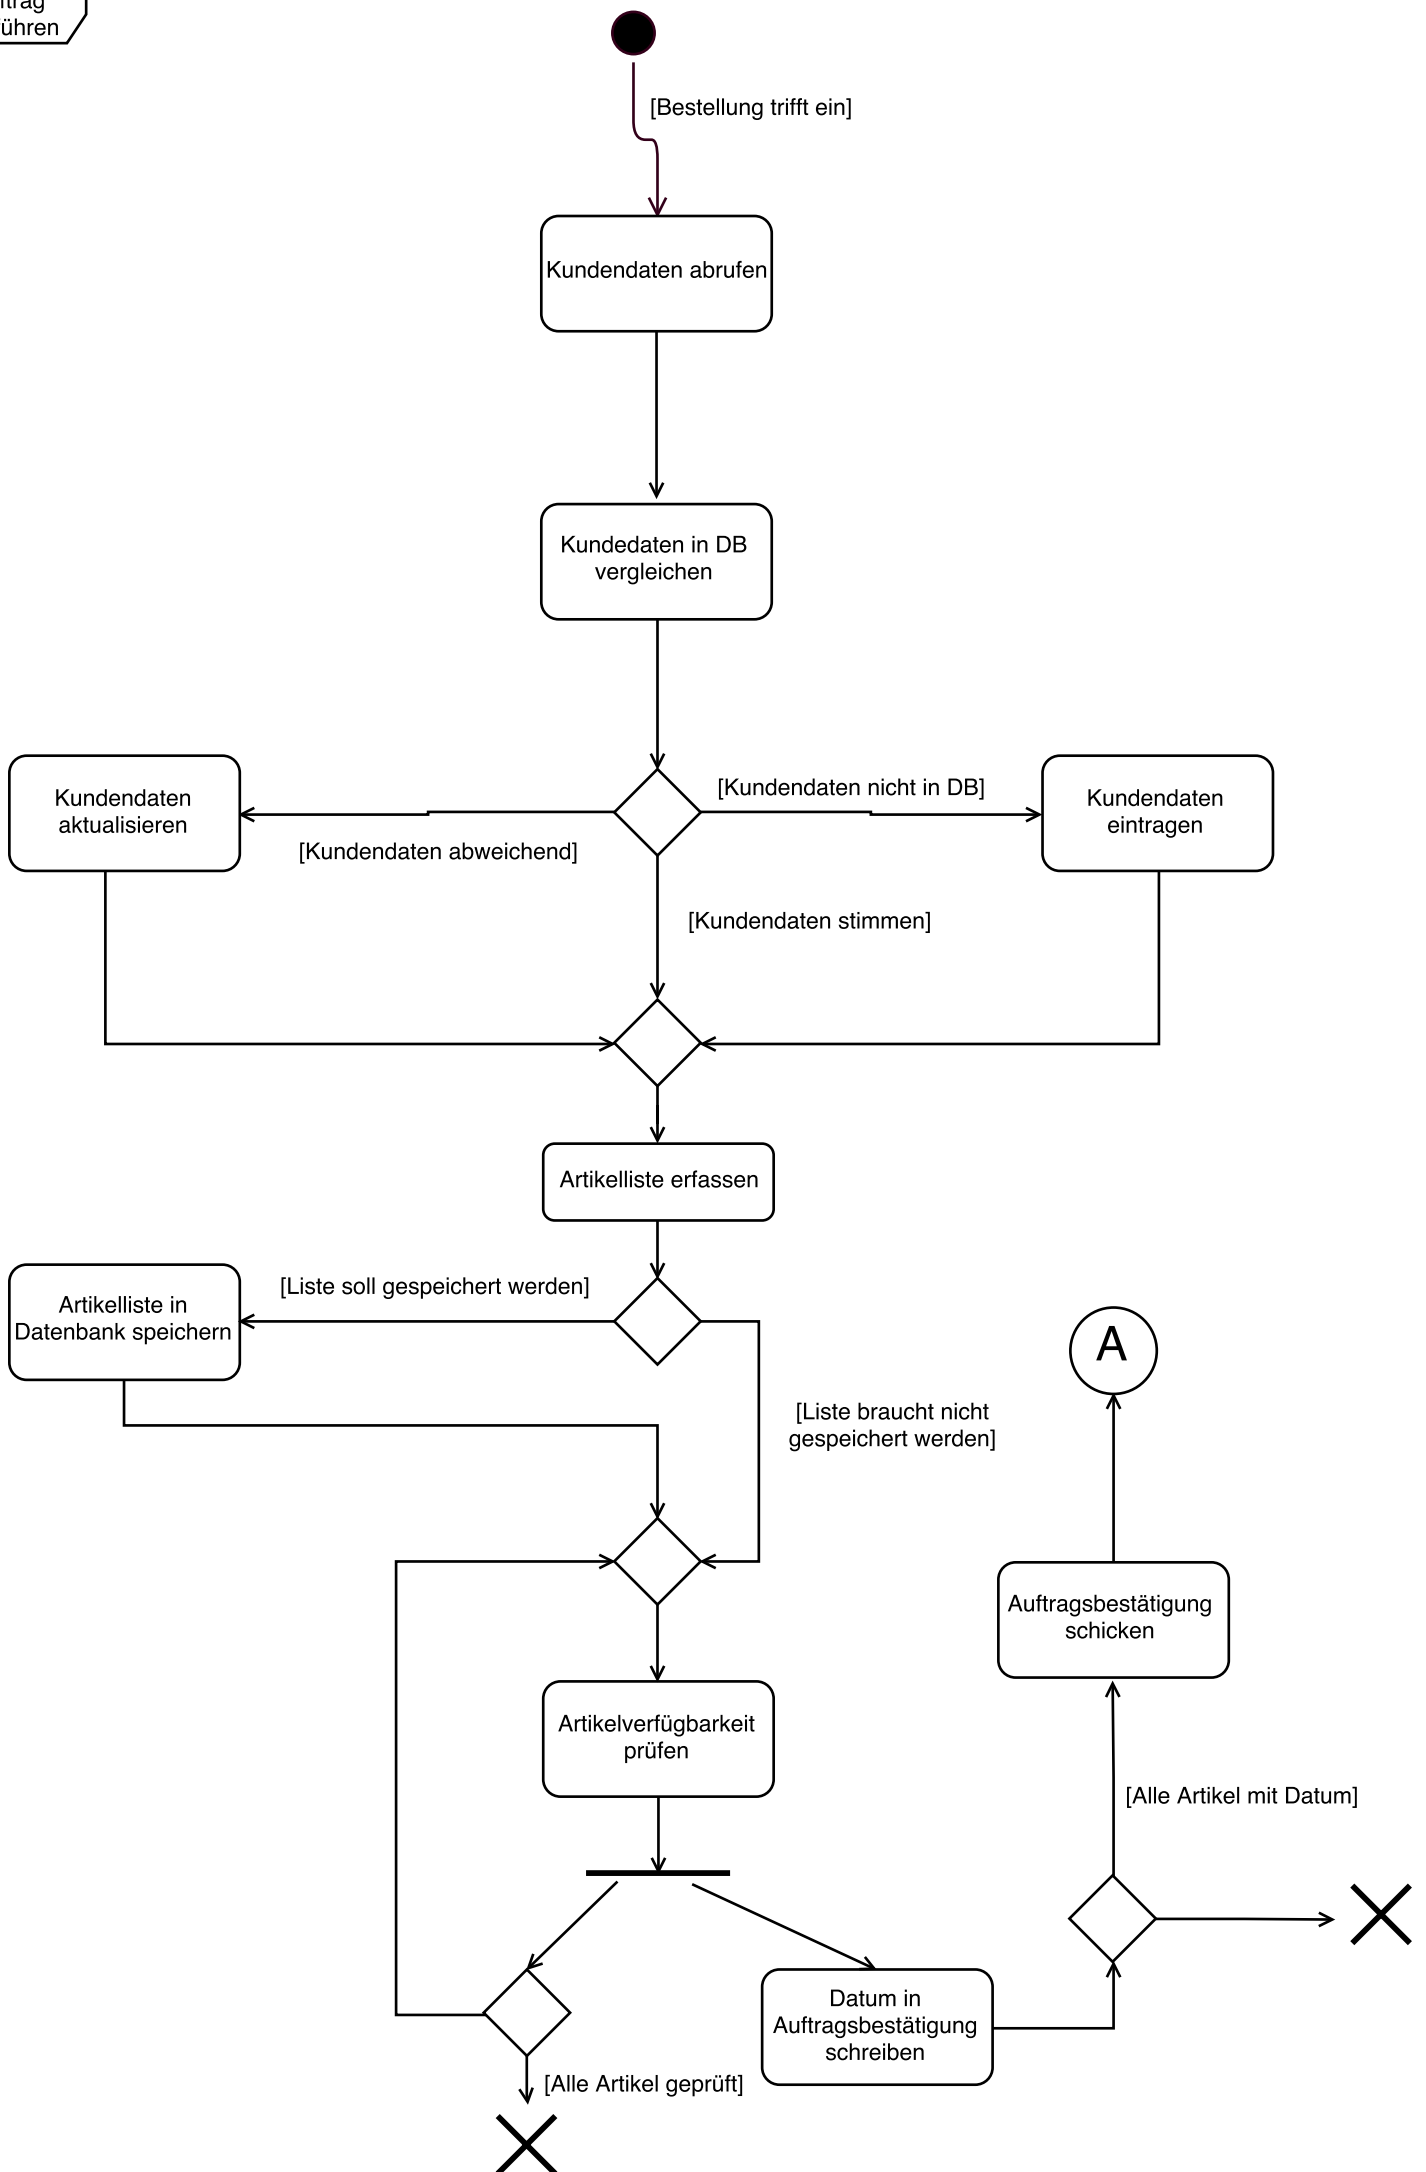 ühren
[Bestellung trifft ein]
Kundendaten abrufen
Kundedaten in DB
vergleichen
Kundendaten
aktualisieren
[Kundendaten nicht in DB]
Kundendaten
eintragen
[Kundendaten abweichend]
[Kundendaten stimmen]
Artikelliste erfassen
[Liste soll gespeichert werden]
Artikelliste in
Datenbank speichern
A
[Liste braucht nicht
gespeichert werden]
Auftragsbestätigung
schicken
Artikelverfügbarkeit
prüfen
[Alle Artikel mit Datum]
Datum in
Auftragsbestätigung
schreiben
[Alle Artikel geprüft]